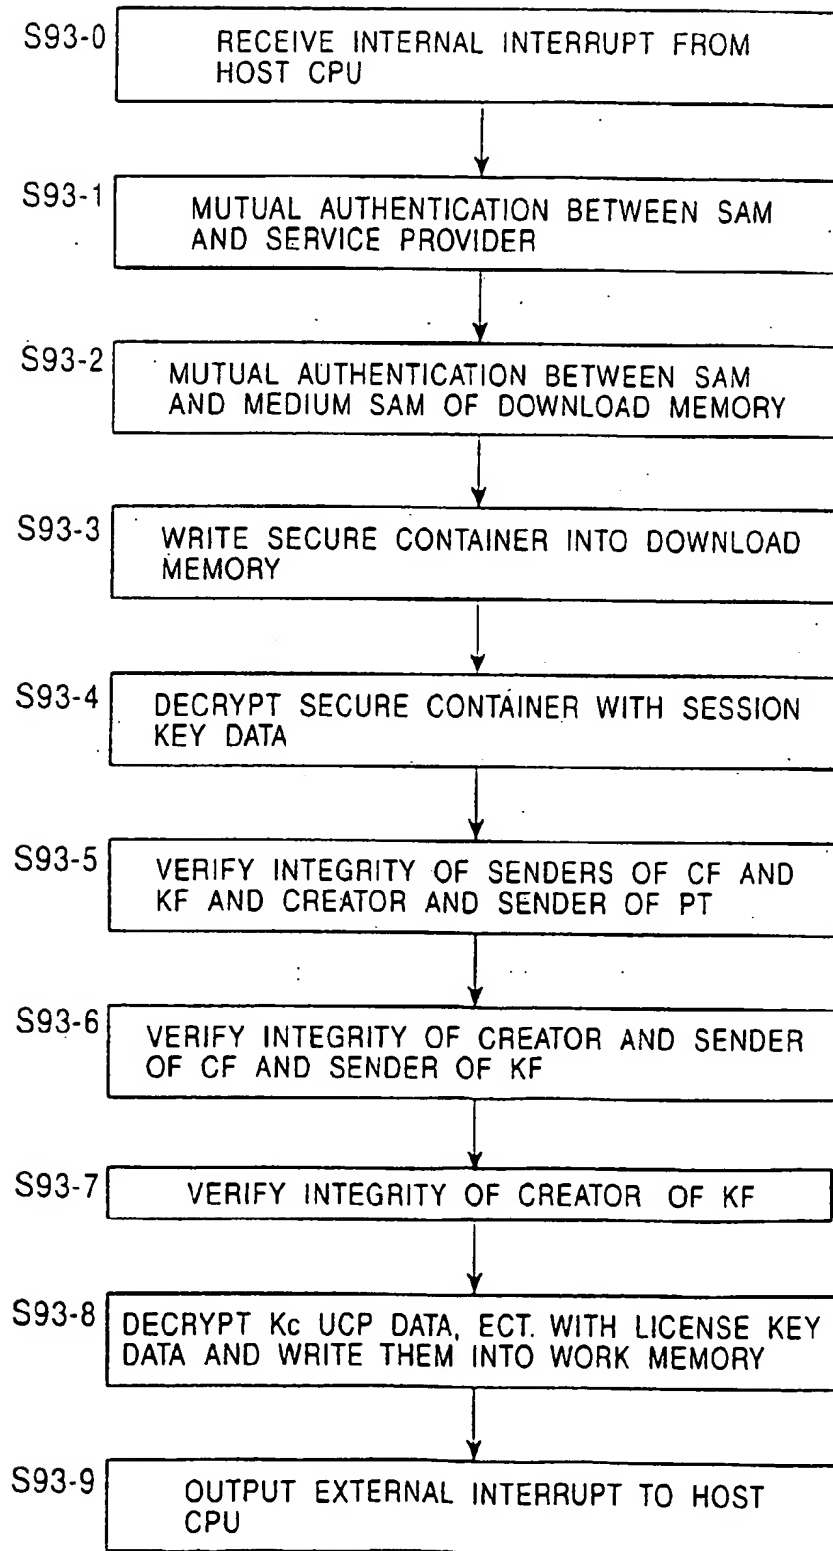 S93-0
RECEIVE INTERNAL INTERRUPT FROM
HOST CPU
S93-1
MUTUAL AUTHENTICATION BETWEEN SAM
AND SERVICE PROVIDER
S93-2
MUTUAL AUTHENTICATION BETWEEN SAM
AND MEDIUM SAM OF DOWNLOAD MEMORY
S93-3
WRITE SECURE CONTAINER INTO DOWNLOAD
MEMORY
S93-4
DECRYPT SECURE CONTAINER WITH SESSION
KEY DATA
S93-5
VERIFY INTEGRITY OF SENDERS OF CF AND
KF AND CREATOR AND SENDER OF PT
S93-6
VERIFY INTEGRITY OF CREATOR AND SENDER
OF CF AND SENDER OF KF
S93-7
VERIFY INTEGRITY OF CREATOR OF KF
S93-8
DECRYPT Kc UCP DATA, ECT. WITH LICENSE KEY
DATA AND WRITE THEM INTO WORK MEMORY
S93-9
OUTPUT EXTERNAL INTERRUPT TO HOST
CPU